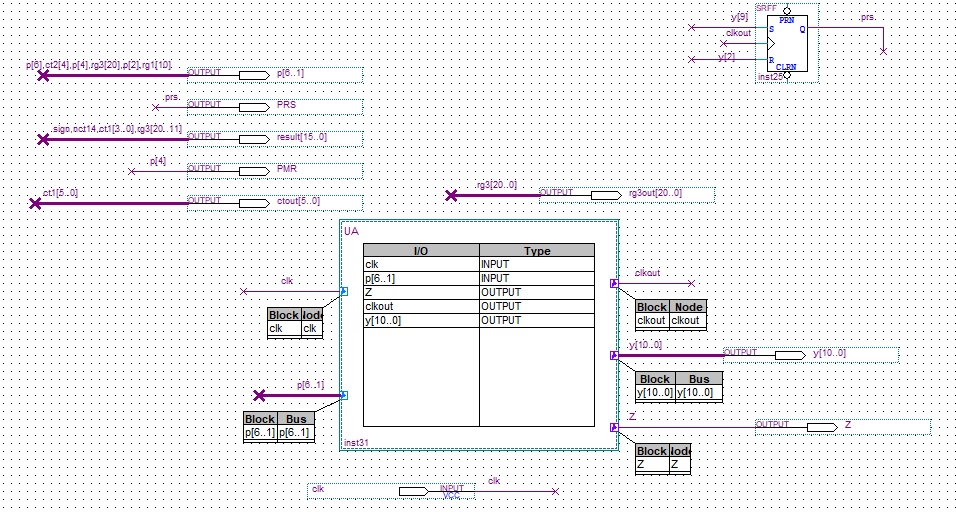 SRFF
y[9]
PRN
S
Q
.prs.
clkout
y[2]
R
CLRN
inst25
p[6],ct2[4],p[4],rg3[20],p[2],rg1[10]
OUTPUT
p[6..1]
prs.
OUTPUT
PRS
sign,nct14,ct1[3..0],rg3[20..11]
OUTPUT
result[15..0]
p[4]
OUTPUT
PMR
ct1[5..0]
OUTPUT
ctout[5..0]
rg3[20..0]
OUTPUT
rg3out[20..0]
UA
I/O Type
clk INPUT
p[6..1] INPUT
Z OUTPUT
clkout OUTPUT
y[10..0] OUTPUT
inst31
clk
Block Node
clk clk
p[6..1]
Block Bus
p[6..1] p[6..1]
clkout
Block Node
clkout clkout
y[10..0]
OUTPUT
y[10..0]
Block Bus
y[10..0] y[10..0]
Z
OUTPUT
Z
Block Node
Z Z
clk
INPUT
VCC
clk